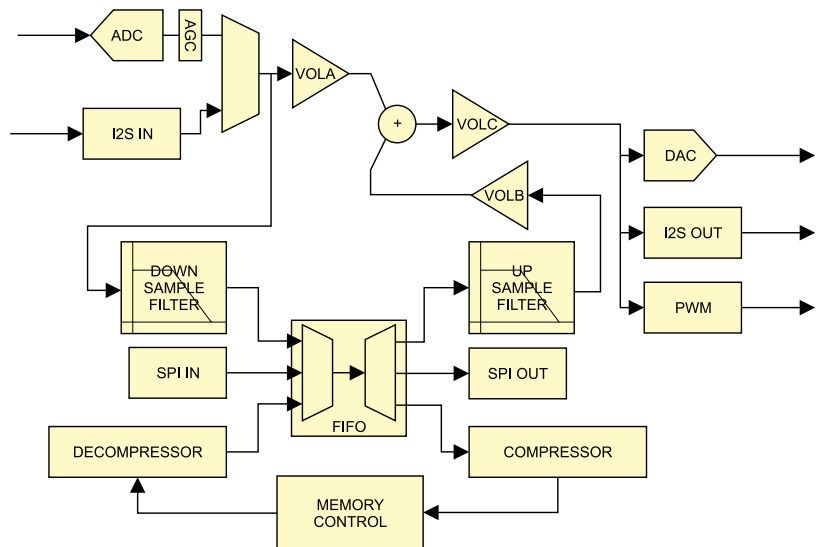 ADC
AGC
VOLA
I2S IN
+
VOLC
DAC
VOLB
I2S OUT
DOWN
SAMPLE
FILTER
UP
SAMPLE
FILTER
PWM
SPI IN
SPI OUT
FIFO
DECOMPRESSOR
COMPRESSOR
MEMORY
CONTROL